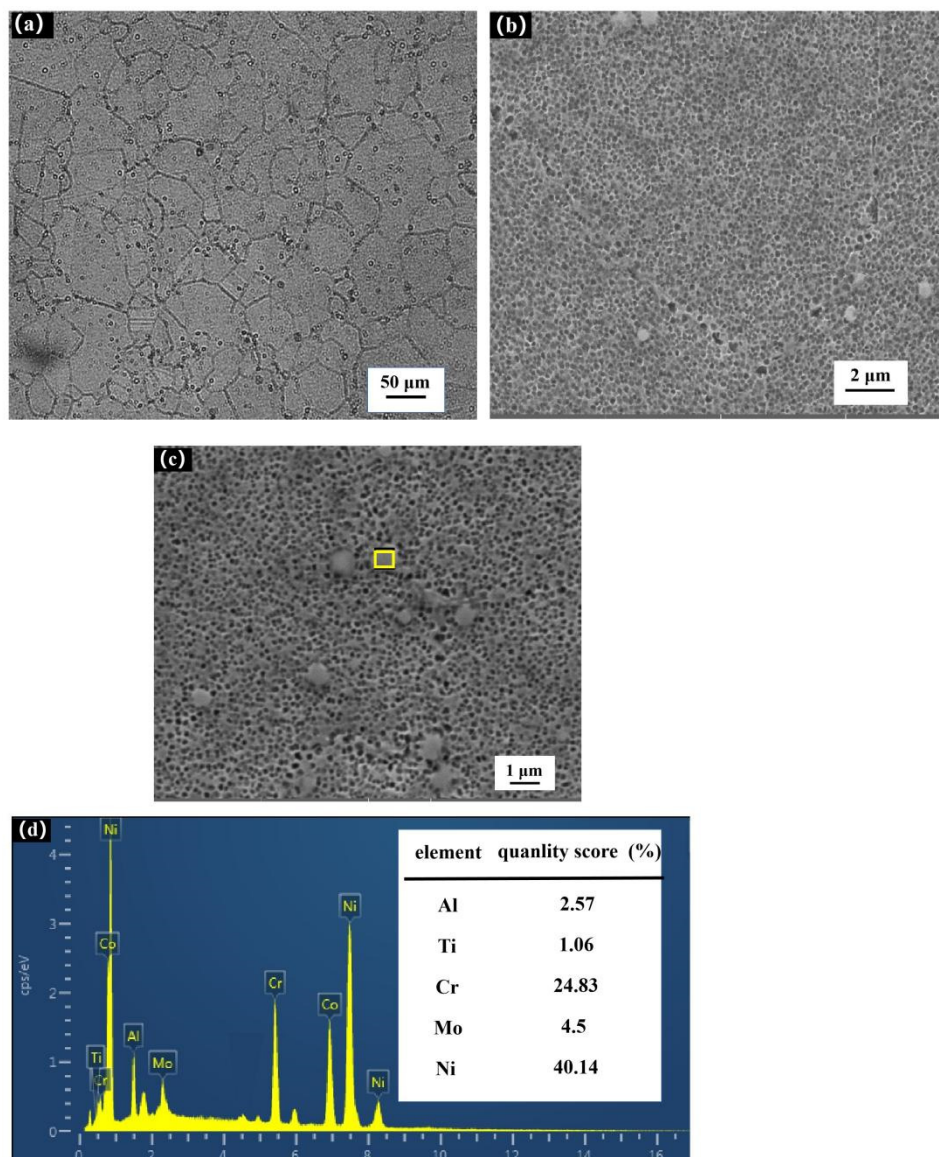 (a)
50 μm
(b)
2 μm
(c)
1 μm
(d)
Ni
Co
Ti
Cr
Al
Mo
Cr
Co
Ni
Ni
cps/eV
4
3
2
1
0
0 2 4 6 8 10 12 14 16
element quanlity score (%)
Al 2.57
Ti 1.06
Cr 24.83
Mo 4.5
Ni 40.14